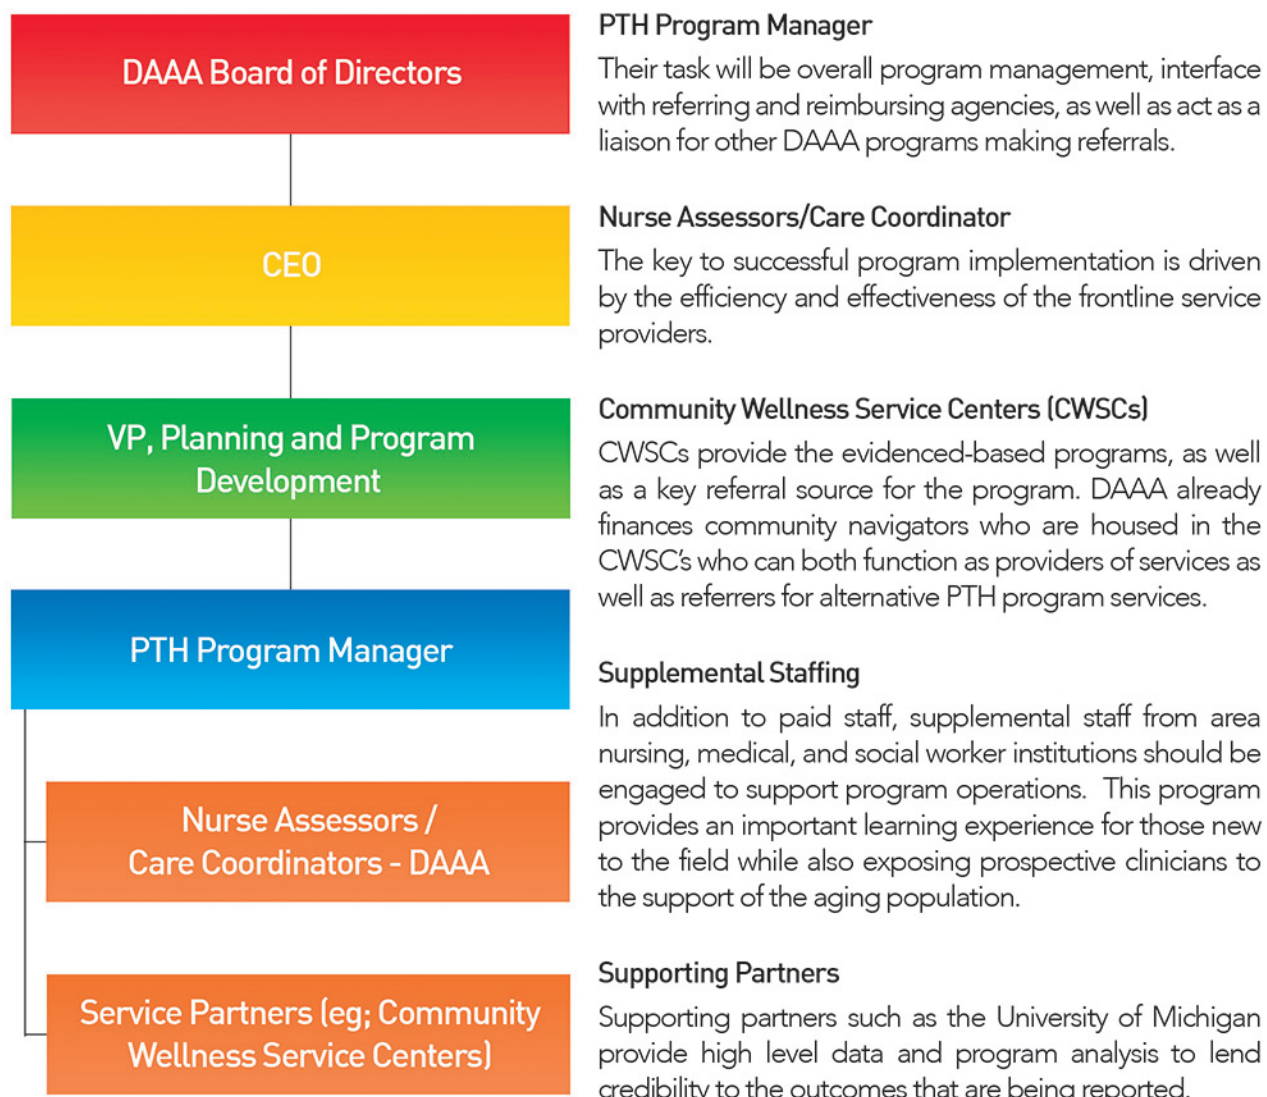 DAAA Board of Directors
CEO
VP, Planning and Program
Development
PTH Program Manager
Nurse Assessors /
Care Coordinators - DAAA
Service Partners (eg; Community
Wellness Service Centers)
PTH Program Manager
Their task will be overall program management, interface
with referring and reimbursing agencies, as well as act as a
liaison for other DAAA programs making referrals.
Nurse Assessors/Care Coordinator
The key to successful program implementation is driven
by the efficiency and effectiveness of the frontline service
providers.
Community Wellness Service Centers (CWSCs)
CWSCs provide the evidenced-based programs, as well
as a key referral source for the program. DAAA already
finances community navigators who are housed in the
CWSC's who can both function as providers of services as
well as referrers for alternative PTH program services.
Supplemental Staffing
In addition to paid staff, supplemental staff from area
nursing, medical, and social worker institutions should be
engaged to support program operations. This program
provides an important learning experience for those new
to the field while also exposing prospective clinicians to
the support of the aging population.
Supporting Partners
Supporting partners such as the University of Michigan
provide high level data and program analysis to lend
credibility to the outcomes that are being reported.